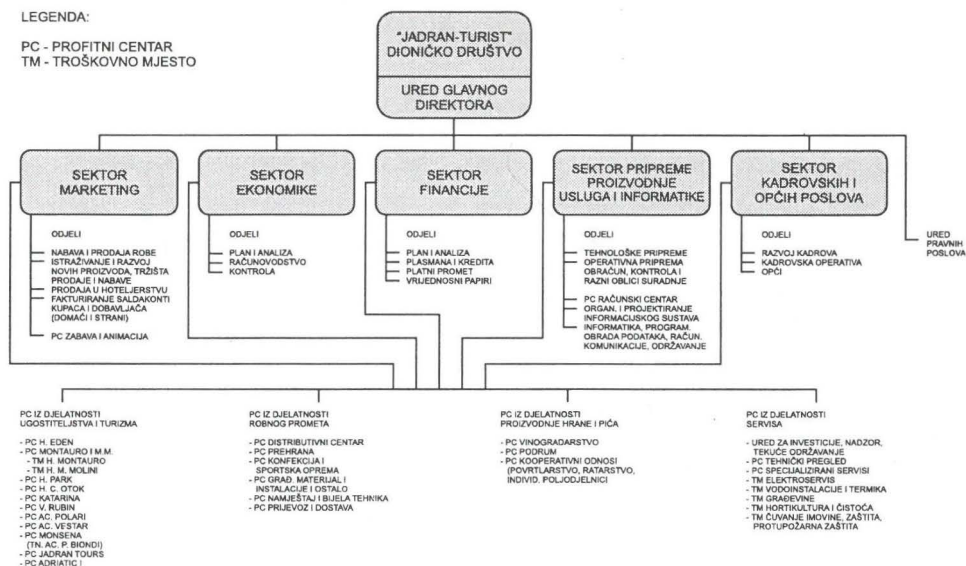 LEGENDA:
PC - PROFITNI CENTAR
TM - TROŠKOVNO MJESTO
"JADRAN-TURIST"
DIONIČKO DRUŠTVO
URED GLAVNOG
DIREKTORA
SEKTOR
MARKETING
ODJELI
- NABAVA I PRODAJA ROBE
- ISTRAŽIVANJE I RAZVOJ
NOVIH PROIZVODA, TRŽIŠTA
PRODAJE I NABAVE
- PRODAJA U HOTELJERSTVU
- FAKTURIRANJE SALDAKONTI
KUPACA I DOBAVLJAČA
(DOMAĆI I STRANI)
- PC ZABAVA I ANIMACIJA
SEKTOR
EKONOMIKE
ODJELI
- PLAN I ANALIZA
- RAČUNOVODSTVO
- KONTROLA
SEKTOR
FINANCIJE
ODJELI
- PLAN I ANALIZA
- PLASMANA I KREDITA
- PLATNI PROMET
- VRIJEDNOSNI PAPIRI
SEKTOR PRIPREME
PROIZVODNJE
USLUGA I INFORMATIKE
ODJELI
- TEHNOLOŠKE PRIPREME
- OPERATIVNA PRIPREMA
OBRAČUN, KONTROLA I
RAZNI OBLICI SURADNJE
- PC RAČUNSKI CENTAR
- ORGAN. I PROJEKTIRANJE
INFORMACIJSKOG SUSTAVA
- INFORMATIKA, PROGRAM.
OBRADA PODATAKA, RAČUN.
KOMUNIKACIJE, ODRŽAVANJE
SEKTOR
KADROVSKIH I
OPĆIH POSLOVA
ODJELI
- RAZVOJ KADROVA
- KADROVSKA OPERATIVA
- OPĆI
URED
PRAVNIH
POSLOVA
PC IZ DJELATNOSTI
UGOSTITELJSTVA I TURIZMA
- PC H. EDEN
- PC MONTAURO I M.M.
- TM H. MONTAURO
- TM H. M. MOLINI
- PC H. PARK
- PC H. C. OTOK
- PC KATARINA
- PC V. RUBIN
- PC AC. POLARI
- PC AC. VESTAR
- PC MONSENA
(TN. AC. P. BIONDI)
- PC JADRAN TOURS
- PC ADRIATIC I
PC IZ DJELATNOSTI
ROBNOG PROMETA
- PC DISTRIBUTIVNI CENTAR
- PC PREHRANA
- PC KONFEKCIJA I
SPORTSKA OPREMA
- PC GRAĐ. MATERIJAL I
INSTALACIJE I OSTALO
- PC NAMJEŠTAJ I BIJELA TEHNIKA
- PC PRIJEVOZ I DOSTAVA
PC IZ DJELATNOSTI
PROIZVODNJE HRANE I PIĆA
- PC VINOGRADARSTVO
- PC PODRUM
- PC KOOPERATIVNI ODNOSI
(POVRTLARSTVO, RATARSTVO,
INDIVID. POLJODJELNICI
PC IZ DJELATNOSTI
SERVISA
- URED ZA INVESTICIJE, NADZOR,
TEKUĆE ODRŽAVANJE
- PC TEHNIČKI PREGLED
- PC SPECIJALIZIRANI SERVISI
- TM ELEKTROSERVIS
- TM VODOINSTALACIJE I TERMIKA
- TM GRAĐEVINE
- TM HORTIKULTURA I ČISTOĆA
- TM ČUVANJE IMOVINE, ZAŠTITA,
PROTUPOŽARNA ZAŠTITA